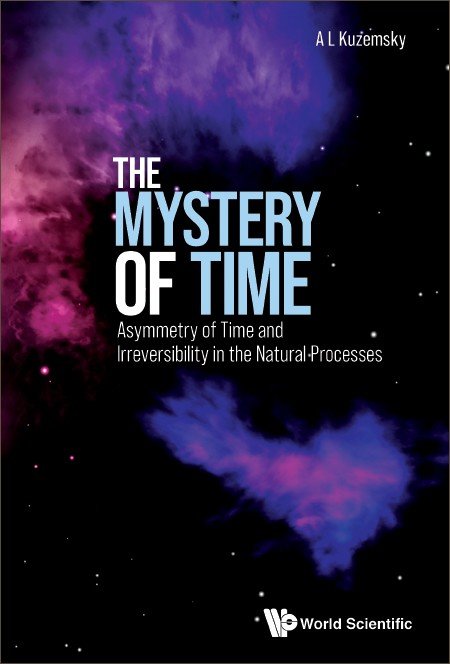 A L Kuzemsky
THE
MYSTERY
OF TIME
Asymmetry of Time and
Irreversibility in the Natural Processes
World Scientific